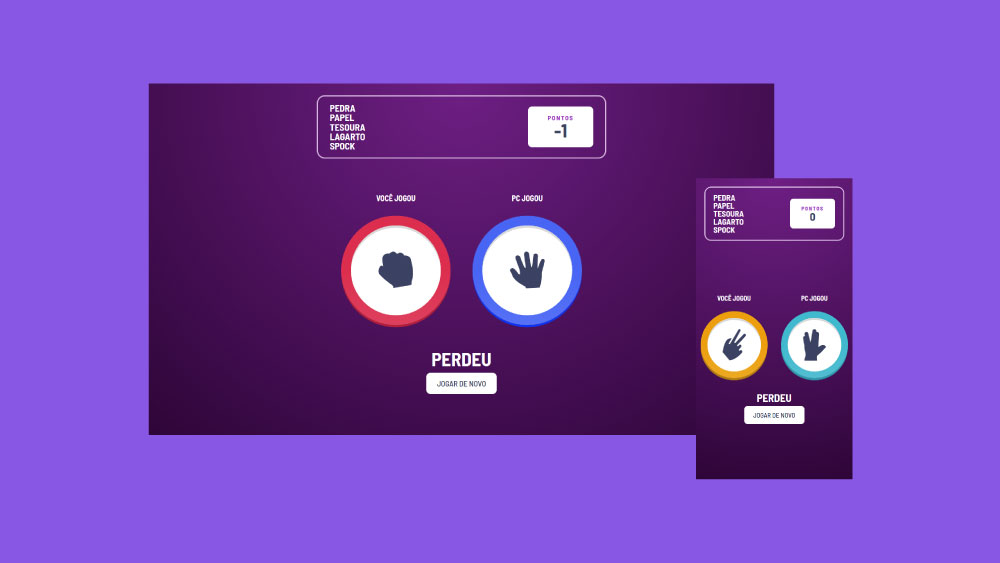 PEDRA
PAPEL
TESOURA
LAGARTO
SPOCK
PONTOS
-1
VOCÊ JOGOU
PC JOGOU
PERDEU
JOGAR DE NOVO
PEDRA
PAPEL
TESOURA
LAGARTO
SPOCK
PONTOS
0
VOCÊ JOGOU
PC JOGOU
PERDEU
JOGAR DE NOVO